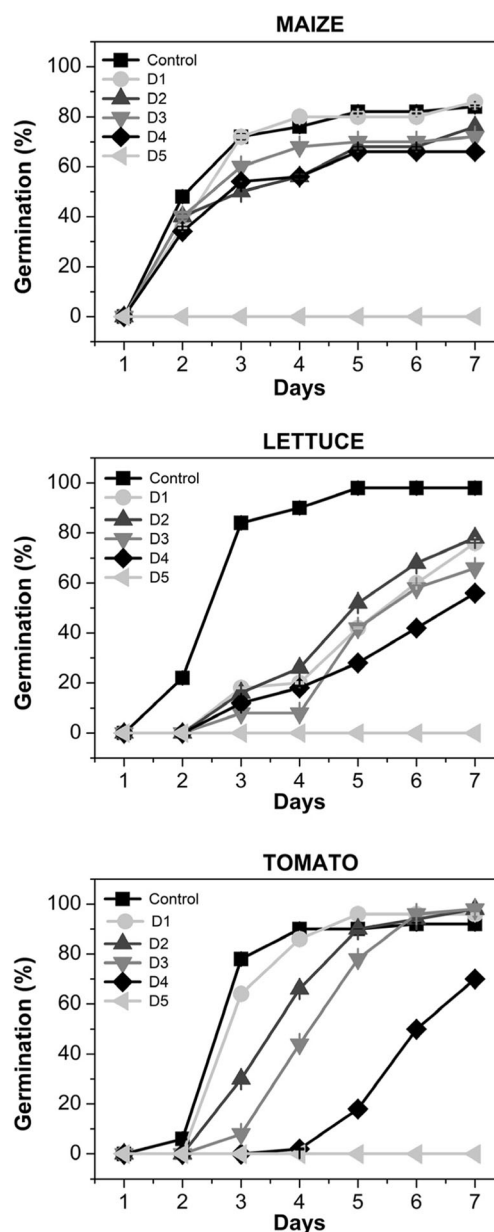 MAIZE
Germination (%)
100
80
60
40
20
0
Control
D1
D2
D3
D4
D5
1 2 3 4 5 6 7
Days
LETTUCE
Germination (%)
100
80
60
40
20
0
Control
D1
D2
D3
D4
D5
1 2 3 4 5 6 7
Days
TOMATO
Germination (%)
100
80
60
40
20
0
Control
D1
D2
D3
D4
D5
1 2 3 4 5 6 7
Days